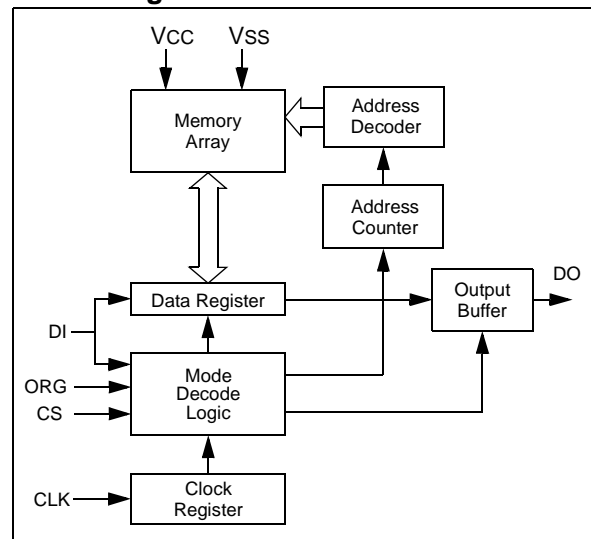 VCC
VSS
Memory
Array
Address
Decoder
Address
Counter
Data Register
Output
Buffer
DO
DI
ORG
CS
Mode
Decode
Logic
CLK
Clock
Register